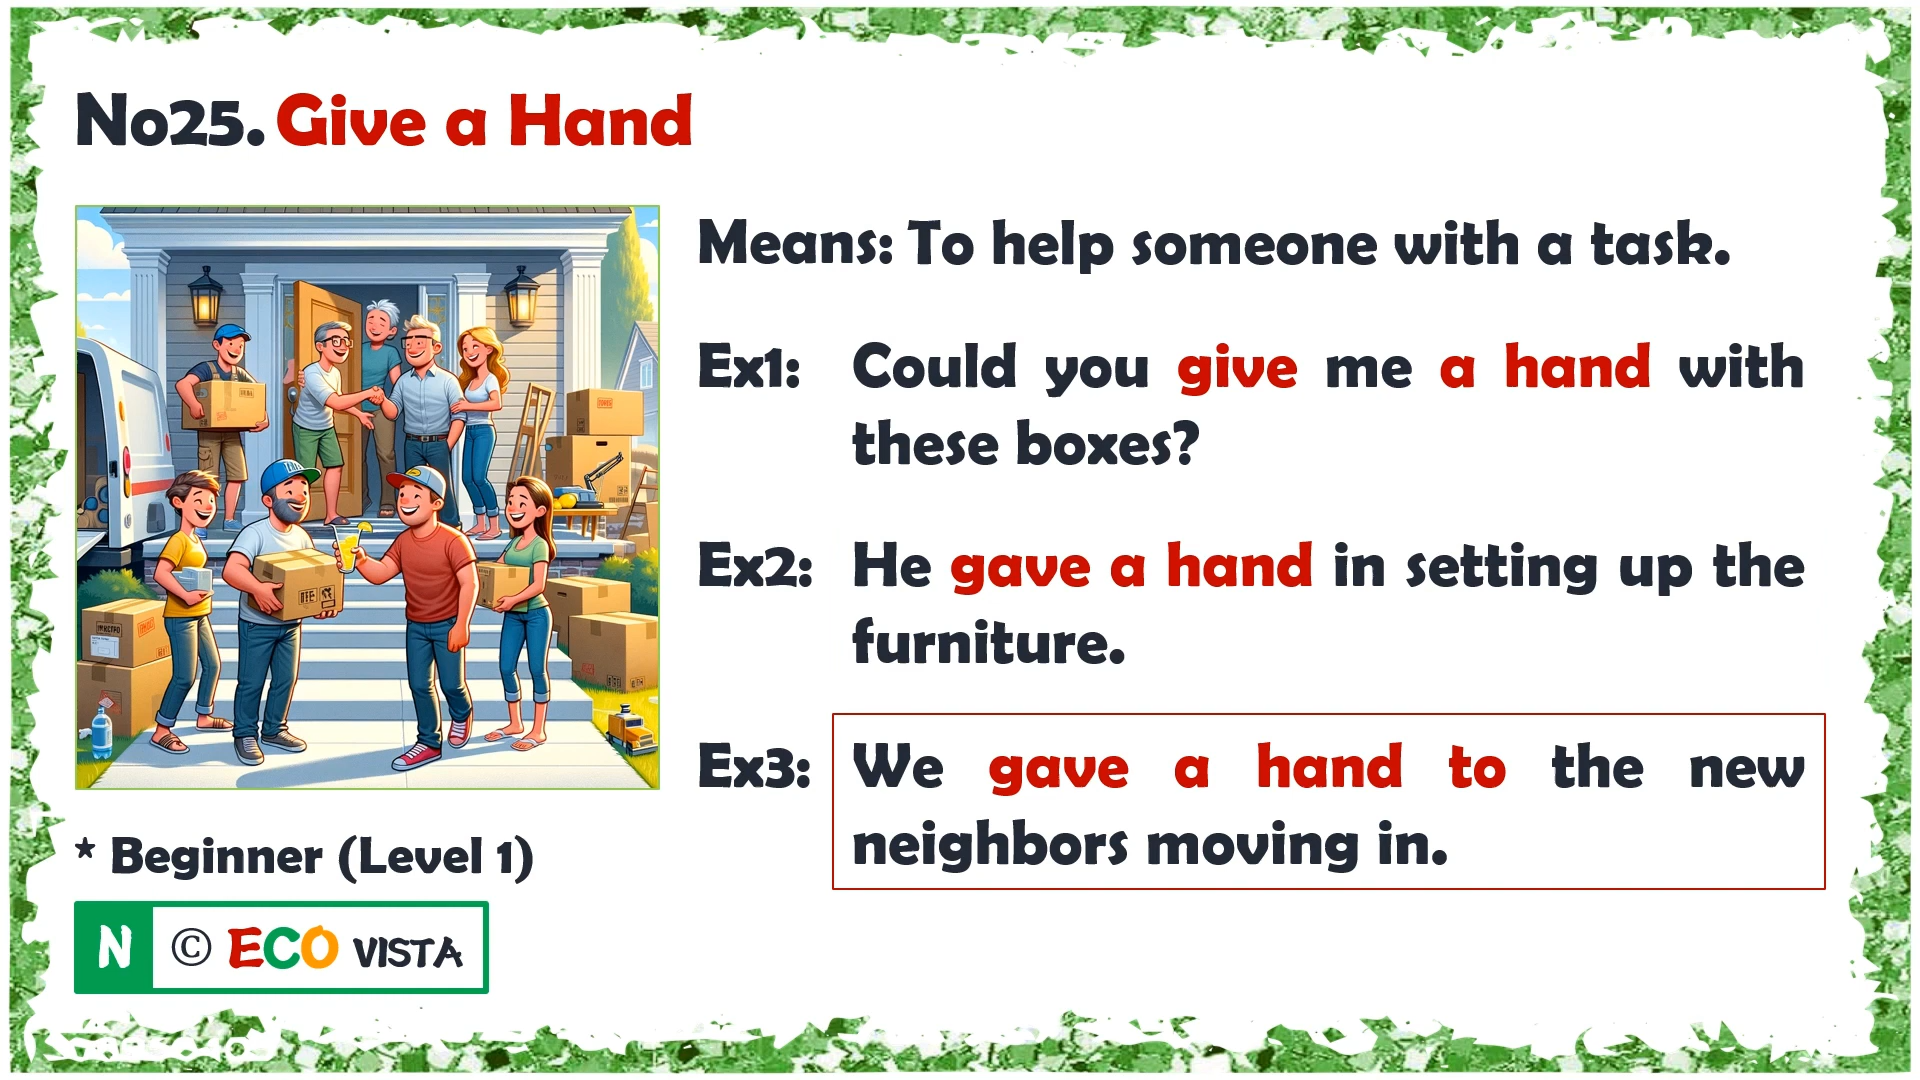 No25. Give a Hand
Means: To help someone with a task.
Ex1: Could you give me a hand with
these boxes?
Ex2: He gave a hand in setting up the
furniture.
Ex3: We gave a hand to the new
neighbors moving in.
* Beginner (Level 1)
N © ECO VISTA